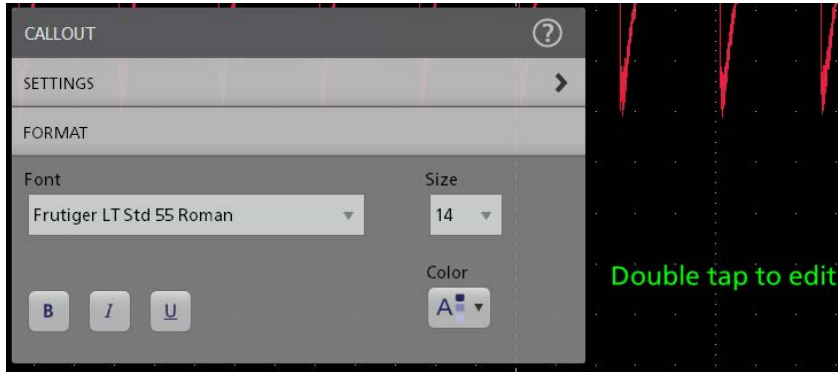 CALLOUT
?
SETTINGS
FORMAT
Font
Size
Frutiger LT Std 55 Roman
14
Color
B
I
U
A
Double tap to edit